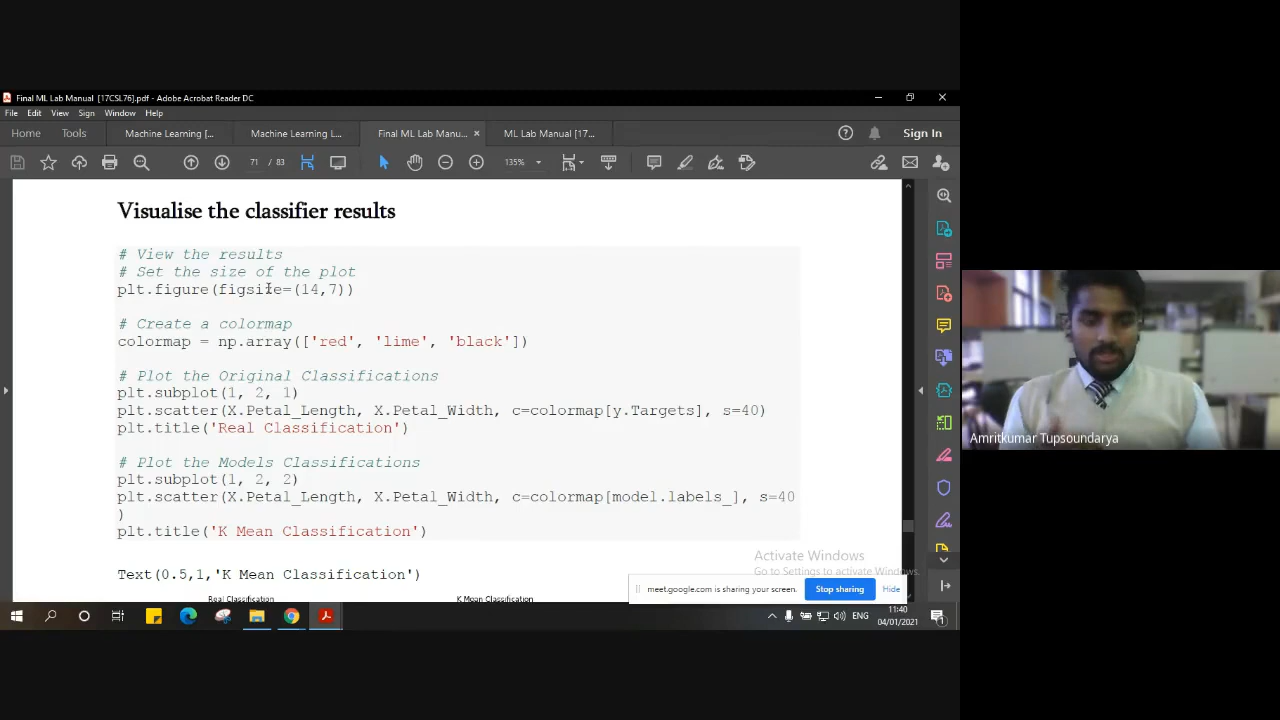 Final ML Lab Manual [17CSL76].pdf - Adobe Acrobat Reader DC
File Edit View Sign Window Help
Home Tools Machine Learning [... Machine Learning L... Final ML Lab Manu... × ML Lab Manual [17... Sign In
71 / 83 135%
Visualise the classifier results
# View the results
# Set the size of the plot
plt.figure(figsize=(14,7))
# Create a colormap
colormap = np.array(['red', 'lime', 'black'])
# Plot the Original Classifications
plt.subplot(1, 2, 1)
plt.scatter(X.Petal_Length, X.Petal_Width, c=colormap[y.Targets], s=40)
plt.title('Real Classification')
# Plot the Models Classifications
plt.subplot(1, 2, 2)
plt.scatter(X.Petal_Length, X.Petal_Width, c=colormap[model.labels_], s=40
)
plt.title('K Mean Classification')
Text(0.5,1,'K Mean Classification')
Real Classification K Mean Classification
Amritkumar Tupsoundarya
Activate Windows
Go to Settings to activate Windows.
meet.google.com is sharing your screen. Stop sharing Hide
ENG 11:40
04/01/2021